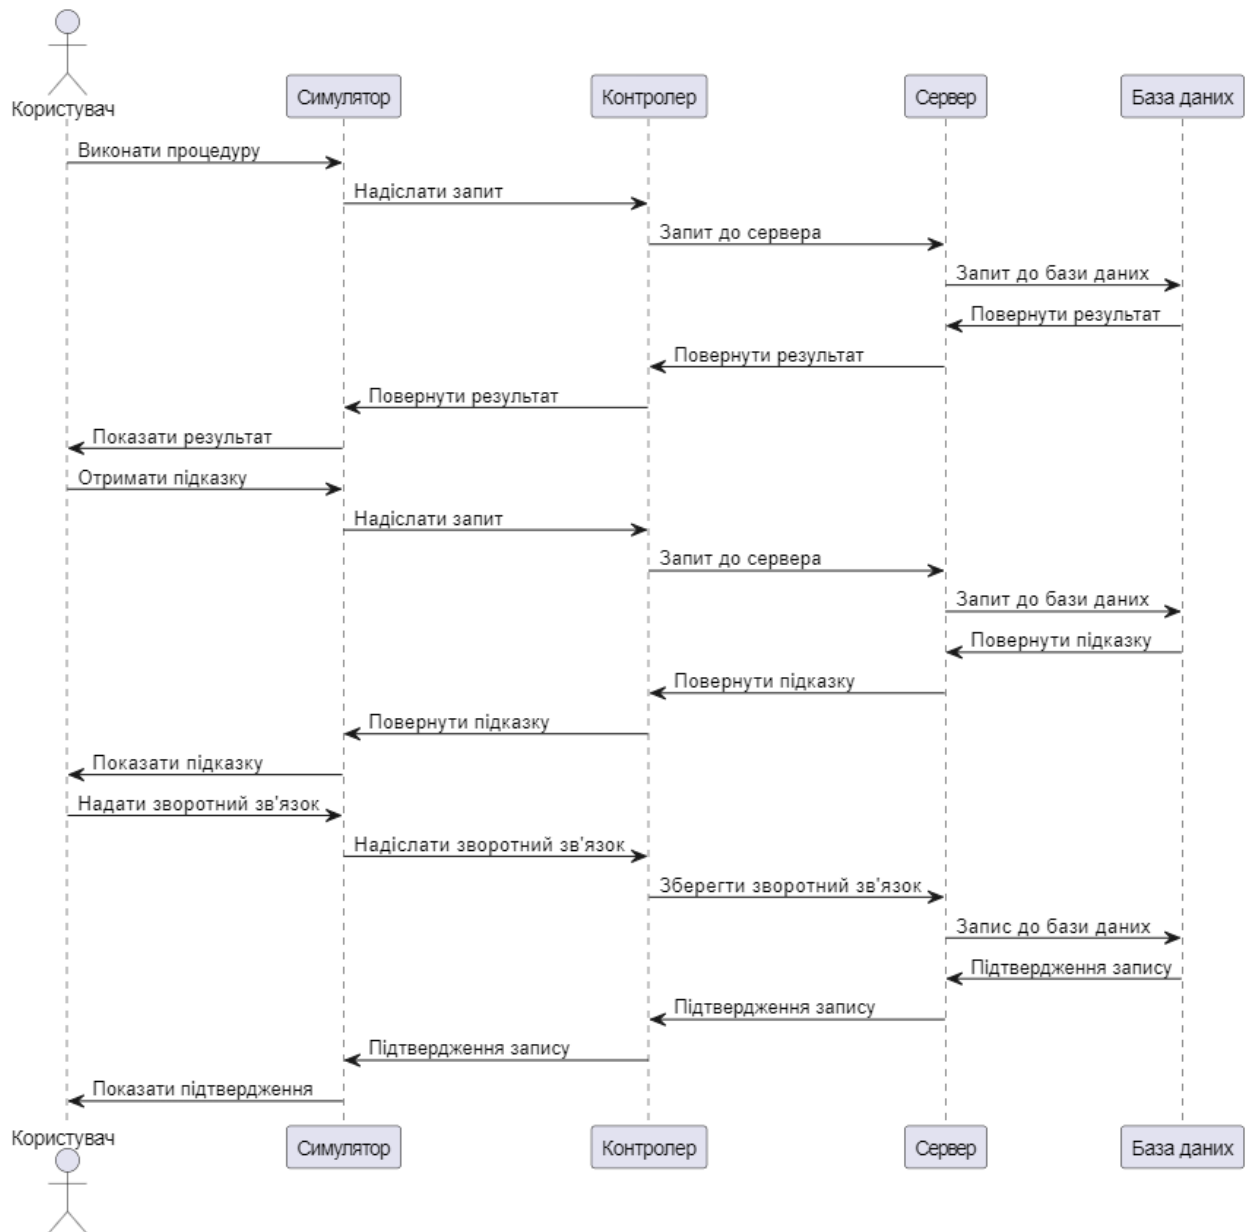 Користувач
Симулятор
Контролер
Сервер
База даних
Виконати процедуру
Надіслати запит
Запит до сервера
Запит до бази даних
Повернути результат
Повернути результат
Повернути результат
Показати результат
Отримати підказку
Надіслати запит
Запит до сервера
Запит до бази даних
Повернути підказку
Повернути підказку
Повернути підказку
Показати підказку
Надати зворотний зв'язок
Надіслати зворотний зв'язок
Зберегти зворотний зв'язок
Запис до бази даних
Підтвердження запису
Підтвердження запису
Підтвердження запису
Показати підтвердження
Користувач
Симулятор
Контролер
Сервер
База даних